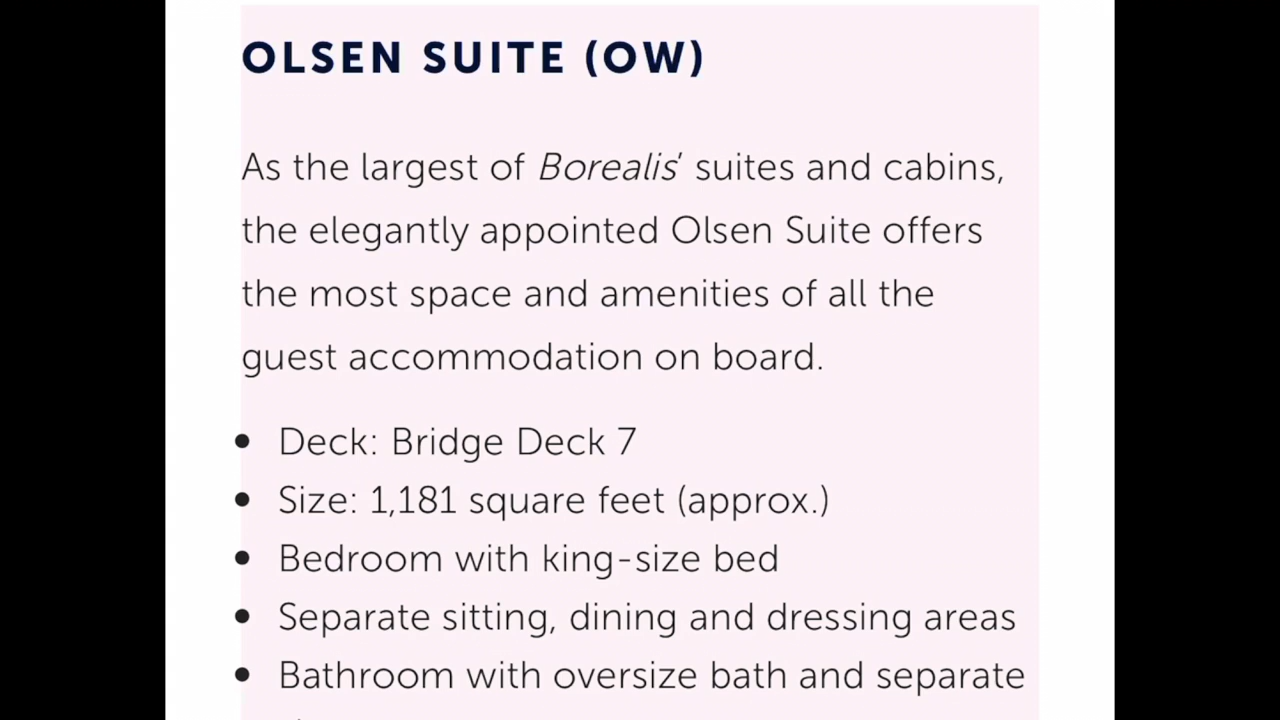 OLSEN SUITE (OW)
As the largest of Borealis' suites and cabins,
the elegantly appointed Olsen Suite offers
the most space and amenities of all the
guest accommodation on board.
• Deck: Bridge Deck 7
• Size: 1,181 square feet (approx.)
• Bedroom with king-size bed
• Separate sitting, dining and dressing areas
• Bathroom with oversize bath and separate